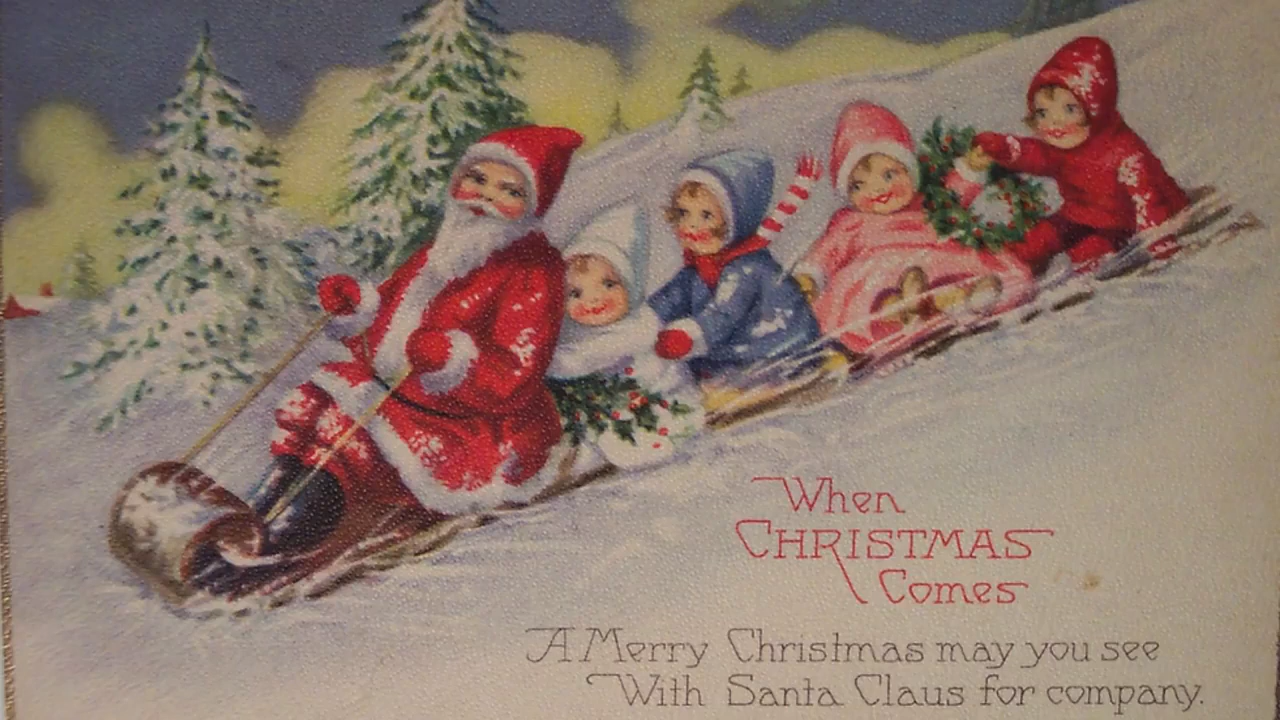 When
CHRISTMAS
Comes
A Merry Christmas may you see
With Santa Claus for company.